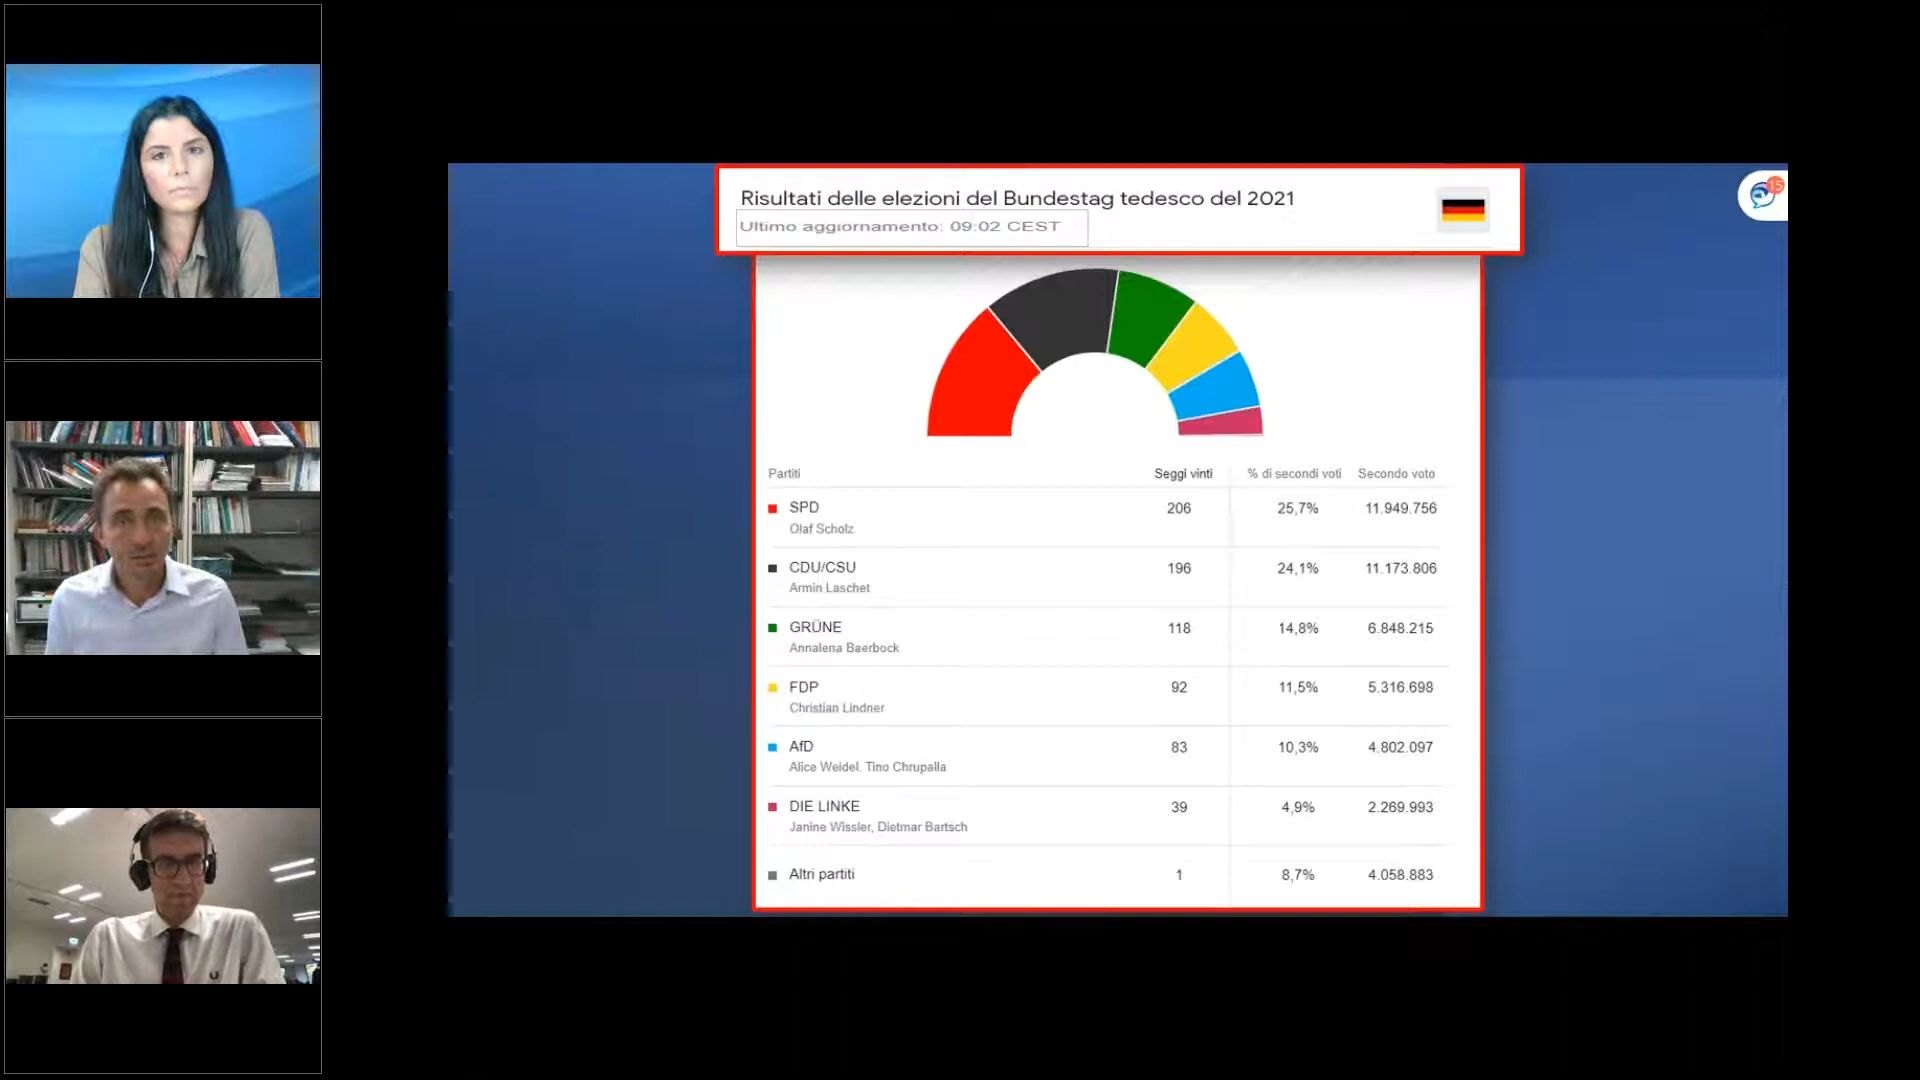 Risultati delle elezioni del Bundestag tedesco del 2021
Ultimo aggiornamento: 09:02 CEST
15
Partiti Seggi vinti % di secondi voti Secondo voto
SPD 206 25,7% 11.949.756
Olaf Scholz
CDU/CSU 196 24,1% 11.173.806
Armin Laschet
GRÜNE 118 14,8% 6.848.215
Annalena Baerbock
FDP 92 11,5% 5.316.698
Christian Lindner
AfD 83 10,3% 4.802.097
Alice Weidel, Tino Chrupalla
DIE LINKE 39 4,9% 2.269.993
Janine Wissler, Dietmar Bartsch
Altri partiti 1 8,7% 4.058.883